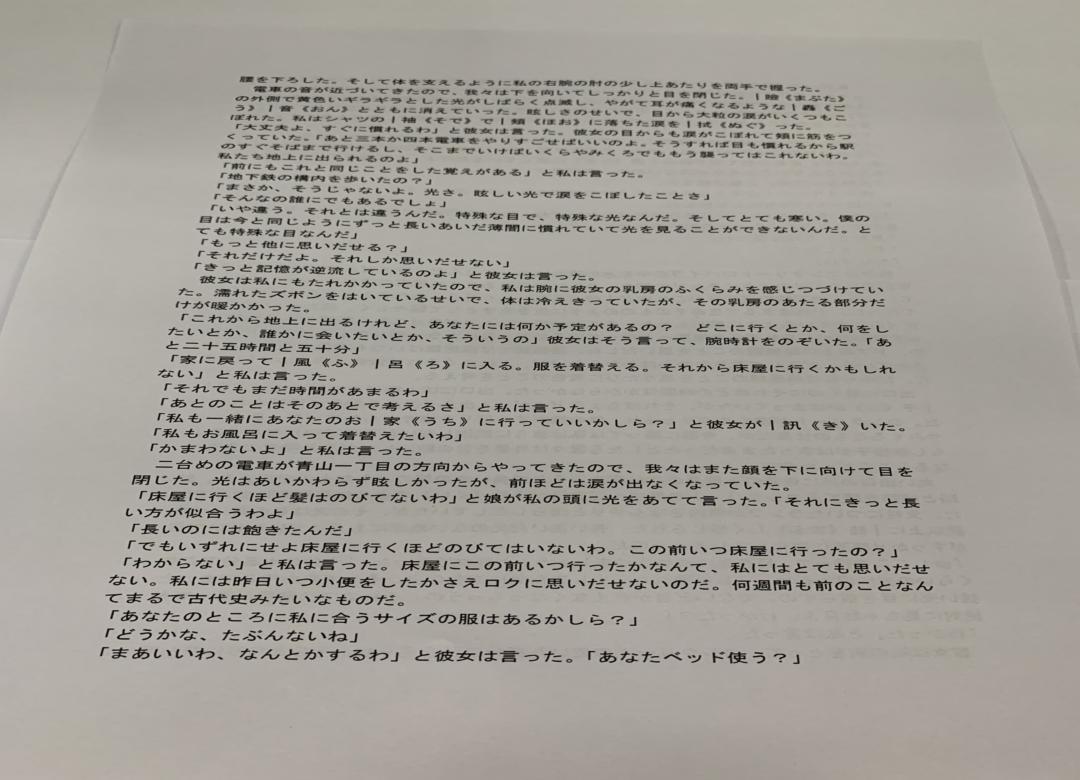 腰を下ろした。そして体を支えるように私の右腕の肘の少し上あたりを両手で握った。
　電車の音が近づいてきたので、我々は下を向いてしっかりと目を閉じた。｜瞼《まぶた》
の外側で黄色いギラギラとした光がしばらく点滅し、やがて耳が痛くなるような｜轟《ご
う》｜音《おん》とともに消えていった。眩しさのせいで、目から大粒の涙がいくつもこ
ぼれた。私はシャツの｜袖《そで》で｜頬《ほお》に落ちた涙を｜拭《ぬぐ》った。
「大丈夫よ、すぐに慣れるわ」と彼女は言った。彼女の目からも涙がこぼれて頬に筋をつ
くっていた。「あと三本か四本電車をやりすごせばいいのよ。そうすれば目も慣れるから駅
のすぐそばまで行けるし、そこまでいけばいくらやみくろでももう襲ってはこれないわ。
私たち地上に出られるのよ」
「前にもこれと同じことをした覚えがある」と私は言った。
「地下鉄の構内を歩いたの？」
「まさか、そうじゃないよ。光さ。眩しい光で涙をこぼしたことさ」
「そんなの誰にでもあるでしょ」
「いや違う。それとは違うんだ。特殊な目で、特殊な光なんだ。そしてとても寒い。僕の
目は今と同じようにずっと長いあいだ薄闇に慣れていて光を見ることができないんだ。と
ても特殊な目なんだ」
「もっと他に思いだせる？」
「それだけだよ。それしか思いだせない」
「きっと記憶が逆流しているのよ」と彼女は言った。
　彼女は私にもたれかかっていたので、私は腕に彼女の乳房のふくらみを感じつづけてい
た。濡れたズボンをはいているせいで、体は冷えきっていたが、その乳房のあたる部分だ
けが暖かかった。
「これから地上に出るけれど、あなたには何か予定があるの？　どこに行くとか、何をし
たいとか、誰かに会いたいとか、そういうの」彼女はそう言って、腕時計をのぞいた。「あ
と二十五時間と五十分」
「家に戻って｜風《ふ》｜呂《ろ》に入る。服を着替える。それから床屋に行くかもしれ
ない」と私は言った。
「それでもまだ時間があまるわ」
「あとのことはそのあとで考えるさ」と私は言った。
「私も一緒にあなたのお｜家《うち》に行っていいかしら？」と彼女が｜訊《き》いた。
「私もお風呂に入って着替えたいわ」
「かまわないよ」と私は言った。
　二台めの電車が青山一丁目の方向からやってきたので、我々はまた顔を下に向けて目を
閉じた。光はあいかわらず眩しかったが、前ほどは涙が出なくなっていた。
「床屋に行くほど髪はのびてないわ」と娘が私の頭に光をあてて言った。「それにきっと長
い方が似合うわよ」
「長いのには飽きたんだ」
「でもいずれにせよ床屋に行くほどのびてはいないわ。この前いつ床屋に行ったの？」
「わからない」と私は言った。床屋にこの前いつ行ったかなんて、私にはとても思いだせ
ない。私には昨日いつ小便をしたかさえロクに思いだせないのだ。何週間も前のことなん
てまるで古代史みたいなものだ。
「あなたのところに私に合うサイズの服はあるかしら？」
「どうかな、たぶんないね」
「まあいいわ、なんとかするわ」と彼女は言った。「あなたベッド使う？」